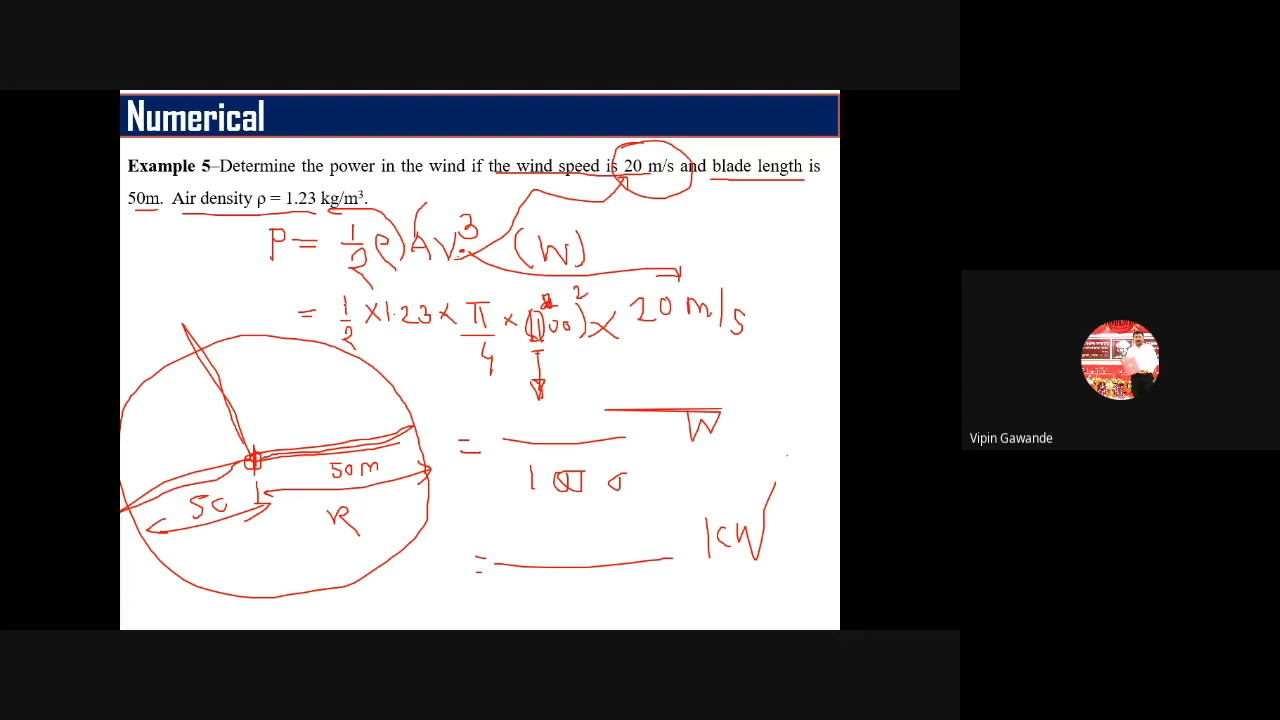 Numerical
Example 5–Determine the power in the wind if the wind speed is 20 m/s and blade length is
50m. Air density ρ = 1.23 kg/m³.
P = 1/2 ρ A V³ (W)
= 1/2 × 1.23 × π/4 × (100)² × 20 m/s
50m
50
R
=
W
=
KW
Vipin Gawande